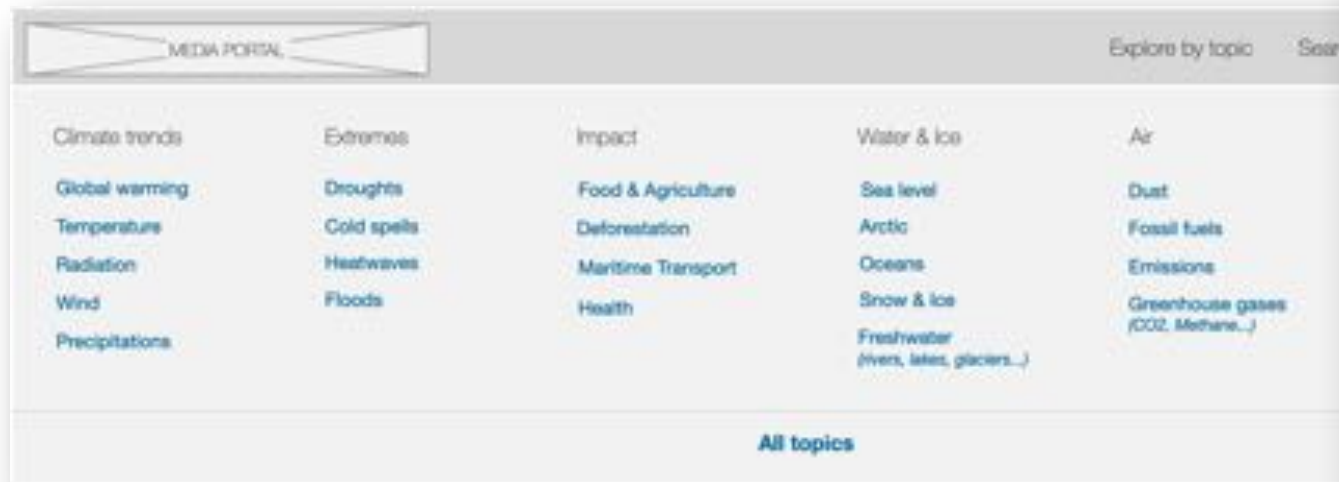 MEDIA PORTAL
Explore by topic
Climate trends
Global warming
Temperature
Radiation
Wind
Precipitations
Extremes
Droughts
Cold spells
Heatwaves
Floods
Impact
Food & Agriculture
Deforestation
Maritime Transport
Health
Water & Ice
Sea level
Arctic
Oceans
Snow & Ice
Freshwater
(rivers, lakes, glaciers...)
Air
Dust
Fossil fuels
Emissions
Greenhouse gases
(CO2, Methane...)
All topics